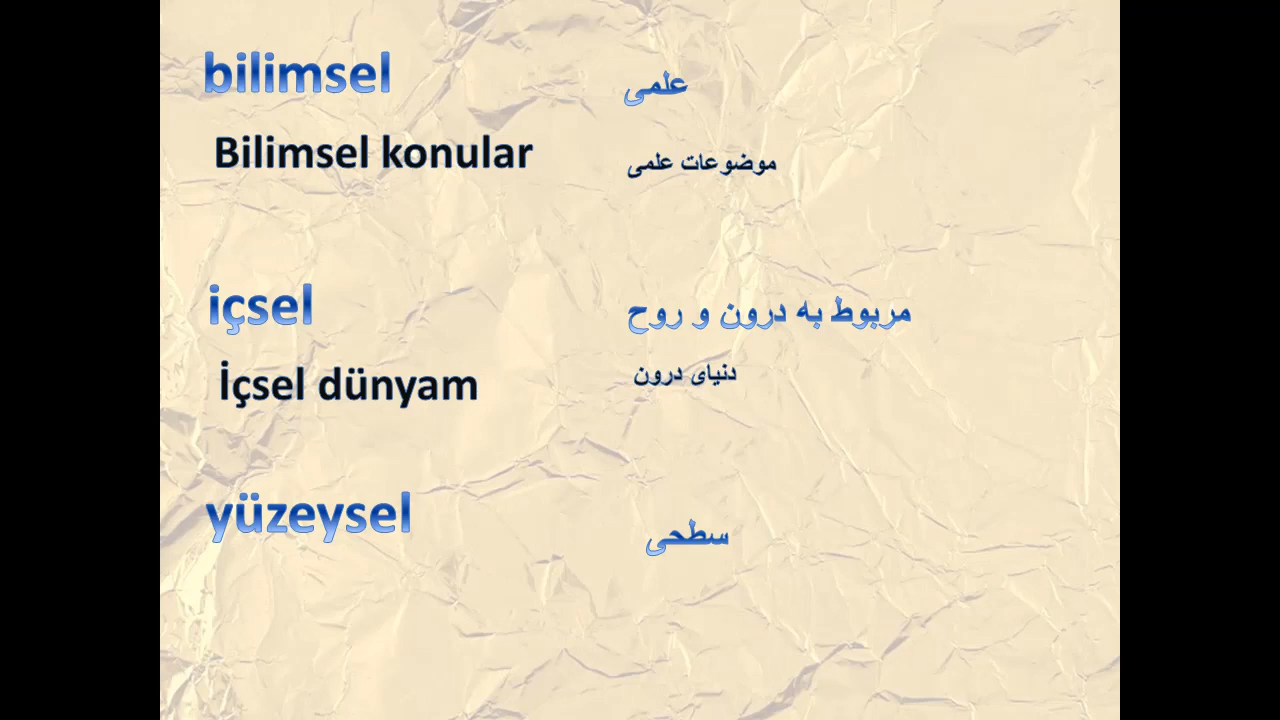 bilimsel علمی
Bilimsel konular موضوعات علمی
içsel مربوط به درون و روح
İçsel dünyam دنیای درون
yüzeysel سطحی